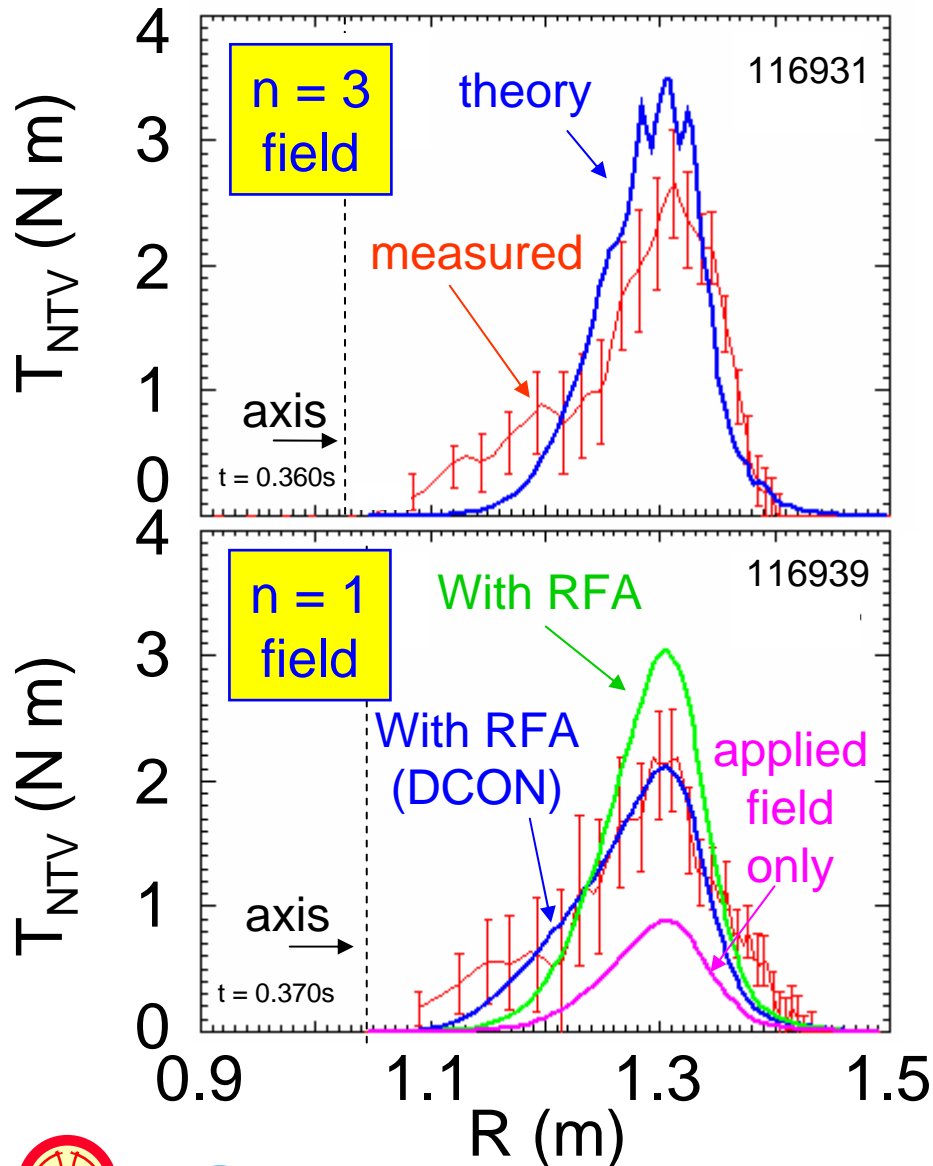 4
3
2
1
0
T_NTV (N m)
n = 3
field
theory
116931
measured
axis
t = 0.360s
4
3
2
1
0
T_NTV (N m)
n = 1
field
With RFA
116939
With RFA
(DCON)
applied
field
only
axis
t = 0.370s
0.9 1.1 1.3 1.5
R (m)